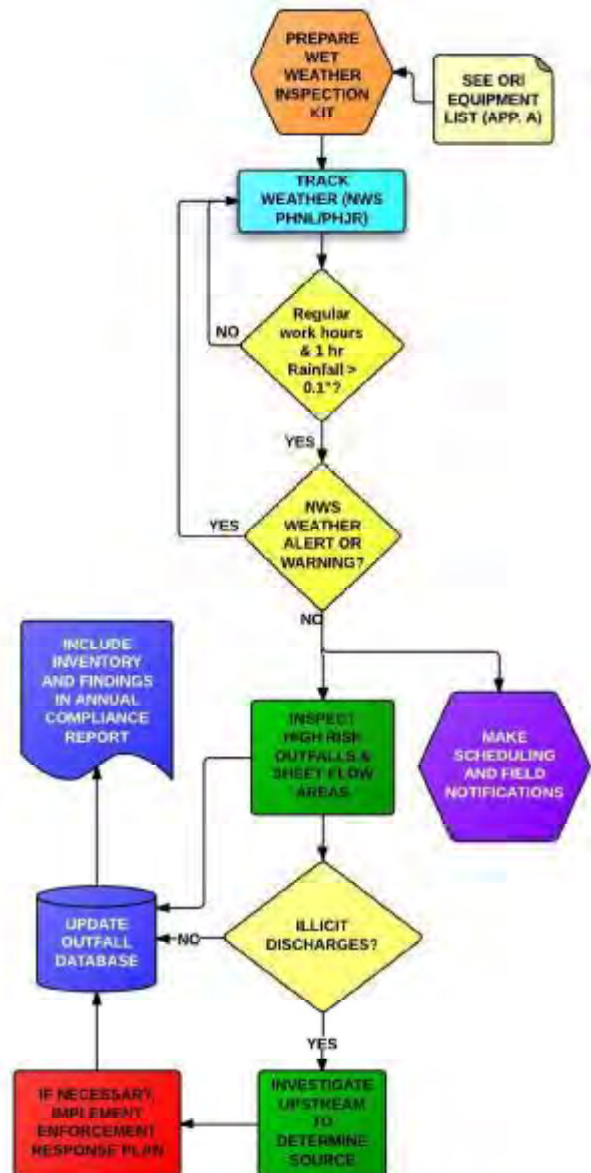 PREPARE
WET
WEATHER
INSPECTION
KIT
SEE ORI
EQUIPMENT
LIST (APP. A)
TRACK
WEATHER (NWS
PHNL/PHJR)
Regular
work hours
& 1 hr
Rainfall >
0.1"?
NO
YES
NWS
WEATHER
ALERT OR
WARNING?
YES
NO
INCLUDE
INVENTORY
AND FINDINGS
IN ANNUAL
COMPLIANCE
REPORT
INSPECT
HIGH RISK
OUTFALLS &
SHEET FLOW
AREAS
MAKE
SCHEDULING
AND FIELD
NOTIFICATIONS
UPDATE
OUTFALL
DATABASE
NO
ILLICIT
DISCHARGES?
YES
IF NECESSARY,
IMPLEMENT
ENFORCEMENT
RESPONSE PLAN
INVESTIGATE
UPSTREAM
TO
DETERMINE
SOURCE